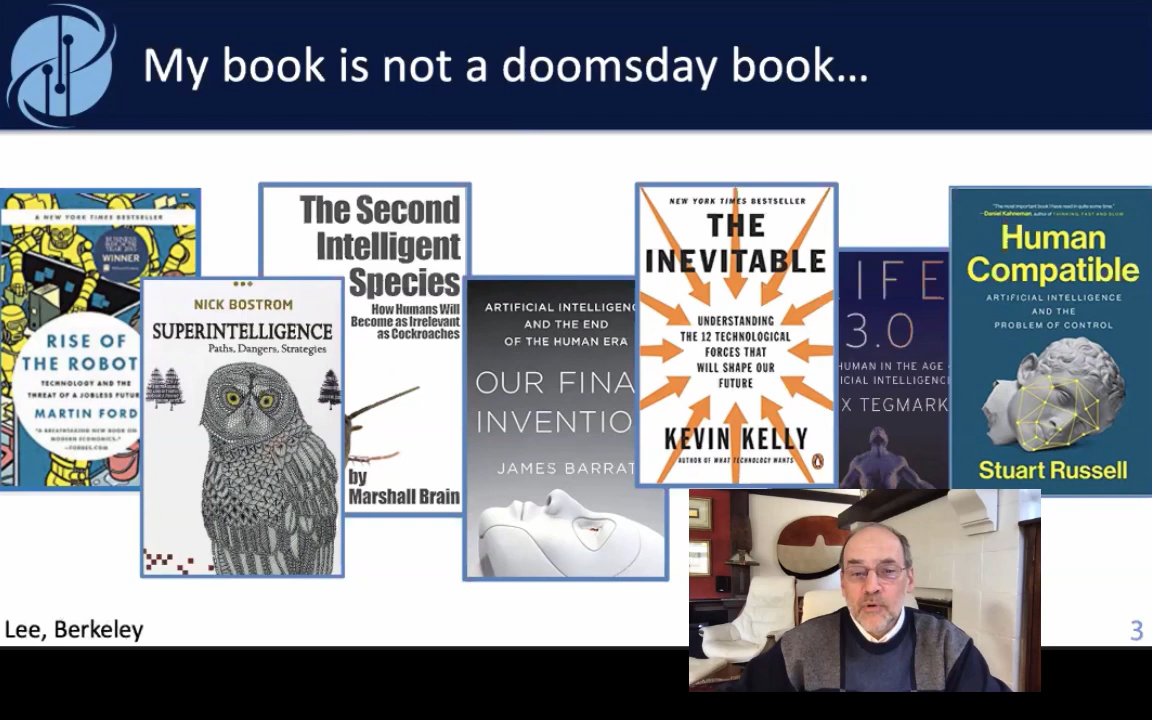 My book is not a doomsday book...
A NEW YORK TIMES BESTSELLER
WINNER
RISE OF
THE ROBOT
TECHNOLOGY AND THE
THREAT OF A JOBLESS FUTUR
MARTIN FORD
"A BREATHTAKING NEW BOOK ON
MODERN ECONOMICS."
—FORBES.COM
NICK BOSTROM
SUPERINTELLIGENCE
Paths, Dangers, Strategies
The Second
Intelligent
Species
How Humans Will
Become as Irrelevant
as Cockroaches
by
Marshall Brain
ARTIFICIAL INTELLIGENC
AND THE END
OF THE HUMAN ERA
OUR FINA
INVENTIO
JAMES BARRAT
NEW YORK TIMES BESTSELLER
THE
INEVITABLE
UNDERSTANDING
THE 12 TECHNOLOGICAL
FORCES THAT
WILL SHAPE OUR
FUTURE
KEVIN KELLY
AUTHOR OF WHAT TECHNOLOGY WANTS
IFE
3.0
HUMAN IN THE AGE
ICIAL INTELLIGENC
X TEGMARK
"The most important book I have read in quite some time."
—Daniel Kahneman, author of THINKING, FAST AND SLOW
Human
Compatible
ARTIFICIAL INTELLIGENCE
AND THE
PROBLEM OF CONTROL
Stuart Russell
Lee, Berkeley
3